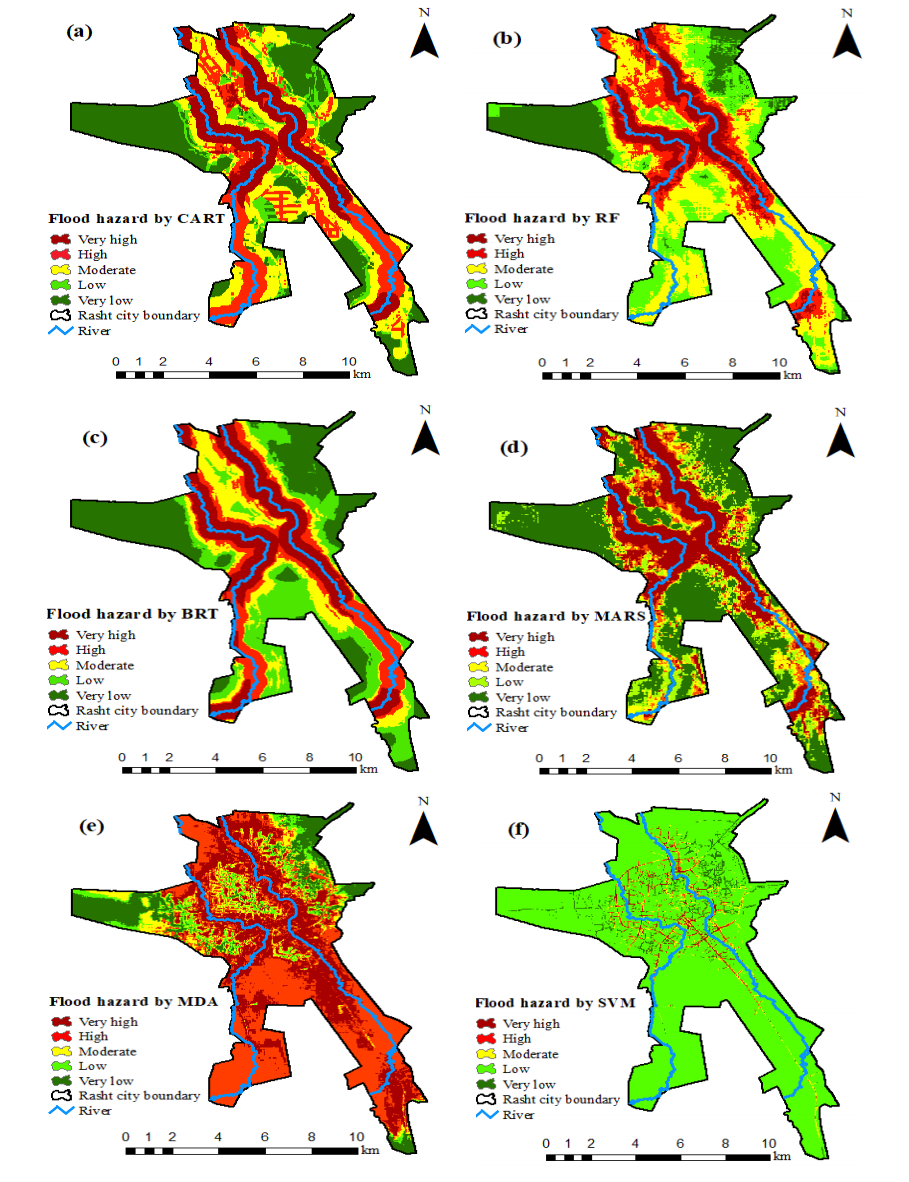 (a)
N
Flood hazard by CART
Very high
High
Moderate
Low
Very low
Rasht city boundary
River
0 1 2 4 6 8 10
km
(b)
N
Flood hazard by RF
Very high
High
Moderate
Low
Very low
Rasht city boundary
River
0 1 2 4 6 8 10
km
(c)
N
Flood hazard by BRT
Very high
High
Moderate
Low
Very low
Rasht city boundary
River
0 1 2 4 6 8 10
km
(d)
N
Flood hazard by MARS
Very high
High
Moderate
Low
Very low
Rasht city boundary
River
0 1 2 4 6 8 10
km
(e)
N
Flood hazard by MDA
Very high
High
Moderate
Low
Very low
Rasht city boundary
River
0 1 2 4 6 8 10
km
(f)
N
Flood hazard by SVM
Very high
High
Moderate
Low
Very low
Rasht city boundary
River
0 1 2 4 6 8 10
km